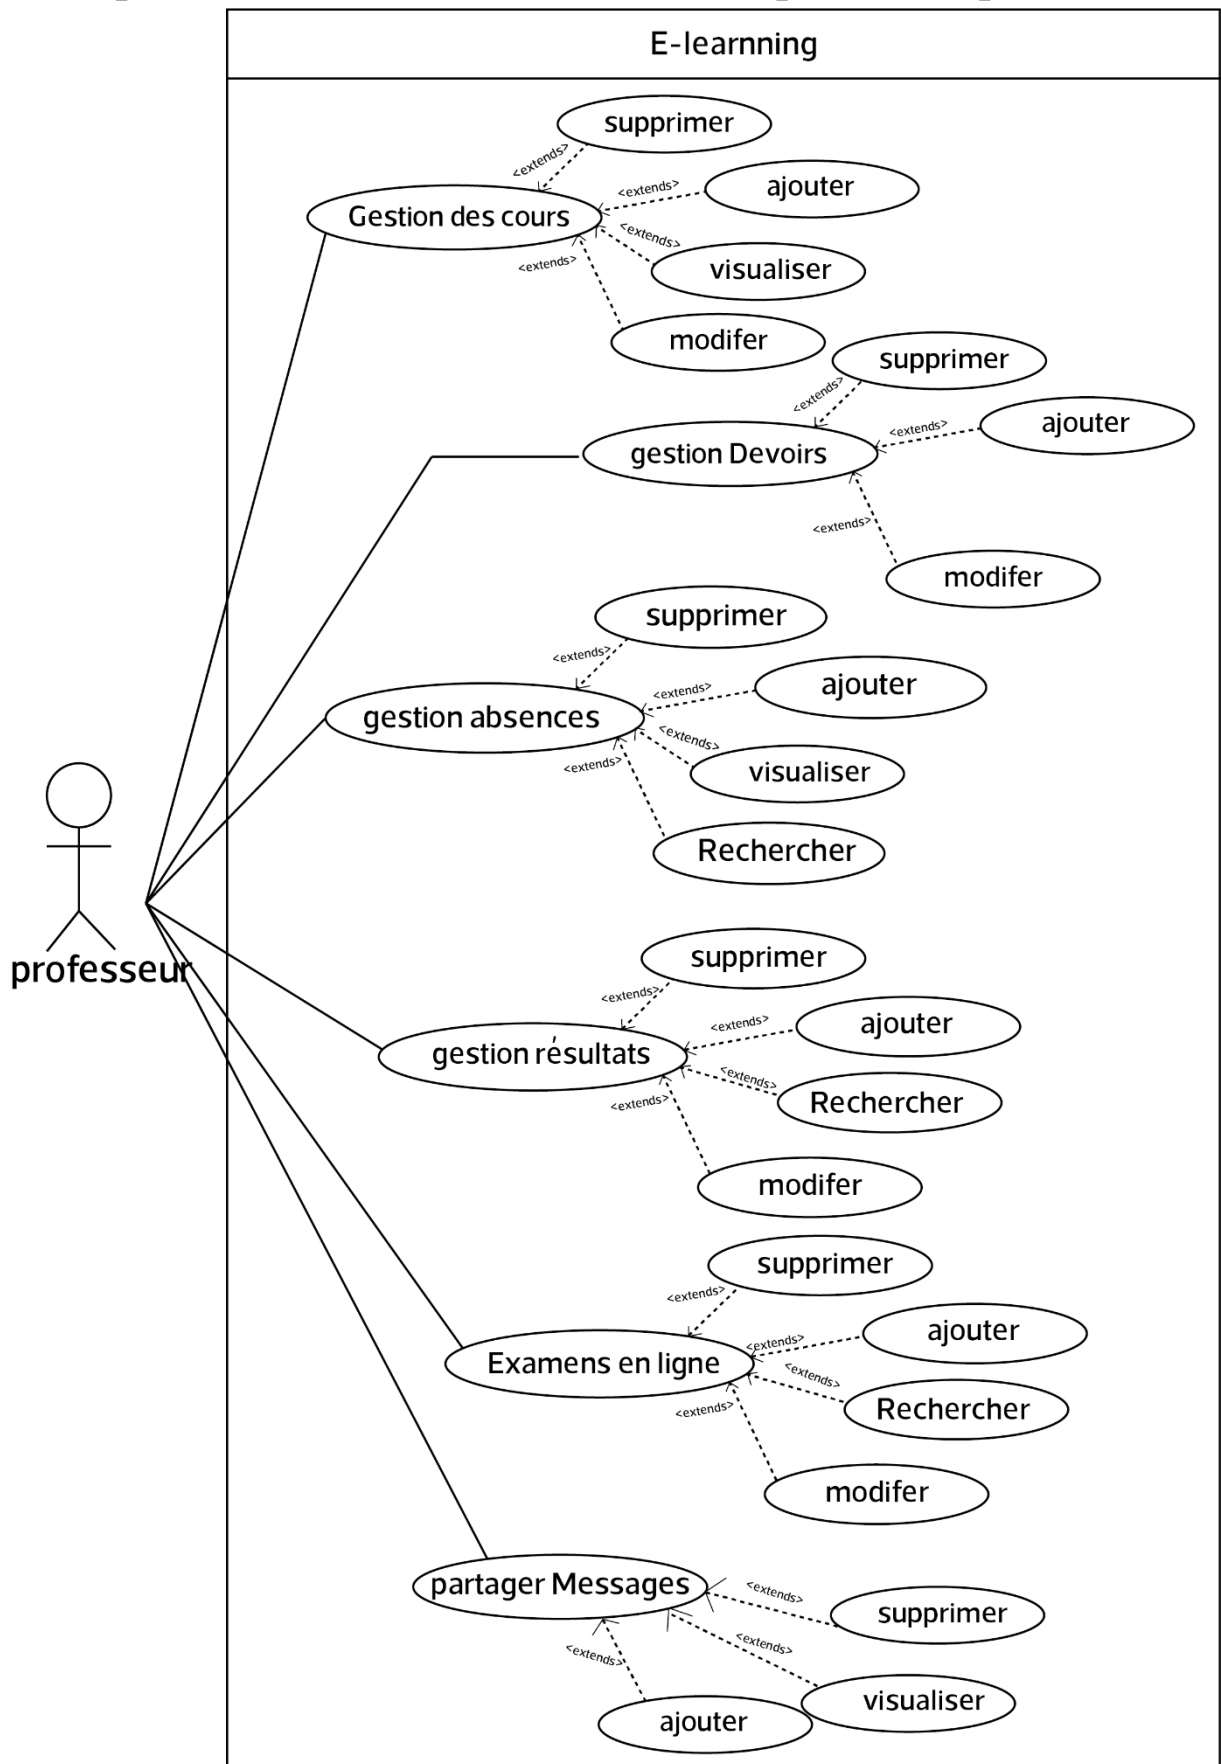 E-learnning
supprimer
<extends>
ajouter
<extends>
Gestion des cours
<extends>
visualiser
<extends>
modifer
supprimer
<extends>
ajouter
<extends>
gestion Devoirs
<extends>
modifer
supprimer
<extends>
ajouter
<extends>
gestion absences
<extends>
visualiser
<extends>
Rechercher
professeur
supprimer
<extends>
ajouter
<extends>
gestion résultats
<extends>
Rechercher
<extends>
modifer
supprimer
<extends>
ajouter
<extends>
Examens en ligne
<extends>
Rechercher
<extends>
modifer
partager Messages
<extends>
supprimer
<extends>
visualiser
<extends>
ajouter